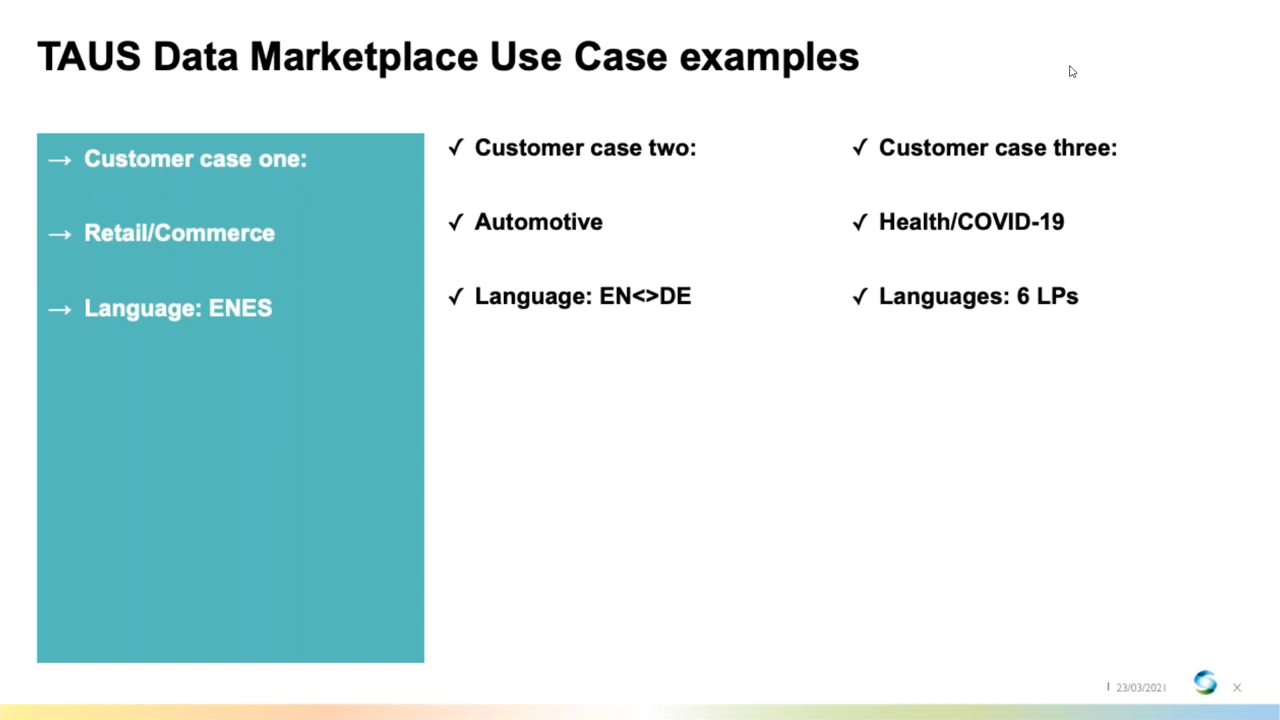 TAUS Data Marketplace Use Case examples
→ Customer case one:
→ Retail/Commerce
→ Language: ENES
✓ Customer case two:
✓ Automotive
✓ Language: EN<>DE
✓ Customer case three:
✓ Health/COVID-19
✓ Languages: 6 LPs
| 23/03/2021
X